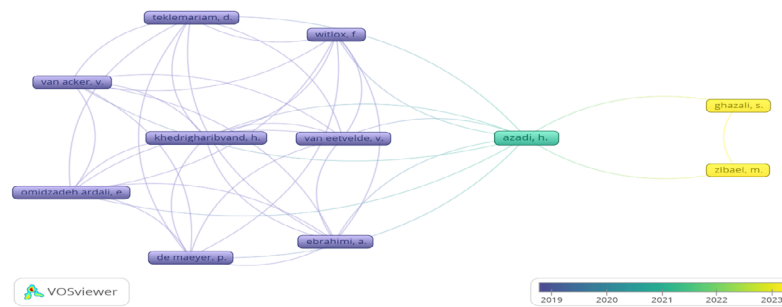 teklemariam, d.
witlox, f.
van acker, v.
ghazali, s.
khedrigharibvand, h.
van eetvelde, v.
azadi, h.
zibaei, m.
omidzadeh ardali, e.
ebrahimi, a.
de maeyer, p.
VOSviewer
2019 2020 2021 2022 2023